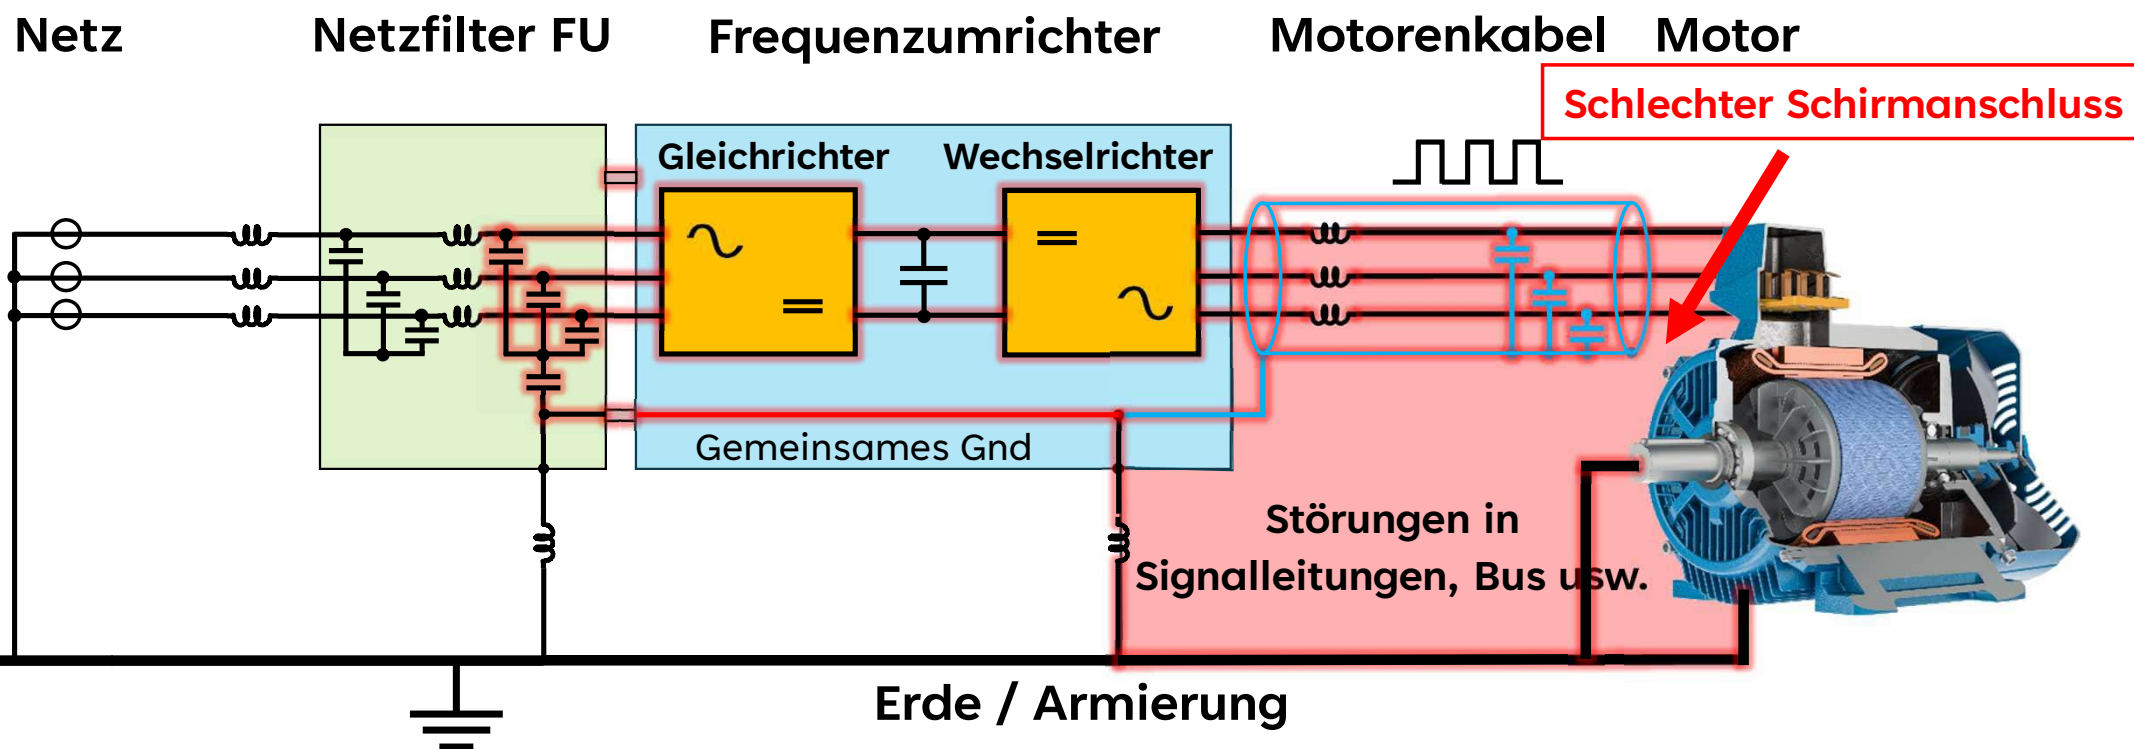 Netz
Netzfilter FU
Frequenzumrichter
Motorenkabel
Motor
Schlechter Schirmanschluss
Gleichrichter
Wechselrichter
Gemeinsames Gnd
Störungen in
Signalleitungen, Bus usw.
Erde / Armierung